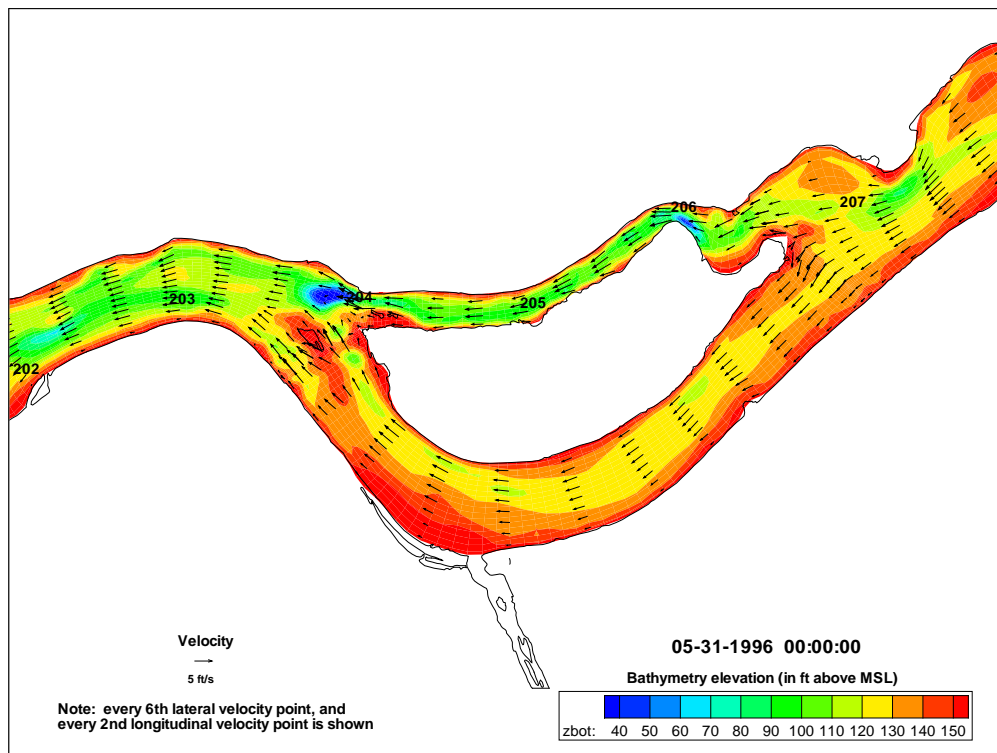 207
206
205
204
203
202
Velocity
5 ft/s
Note: every 6th lateral velocity point, and
every 2nd longitudinal velocity point is shown
05-31-1996 00:00:00
Bathymetry elevation (in ft above MSL)
zbot: 40 50 60 70 80 90 100 110 120 130 140 150